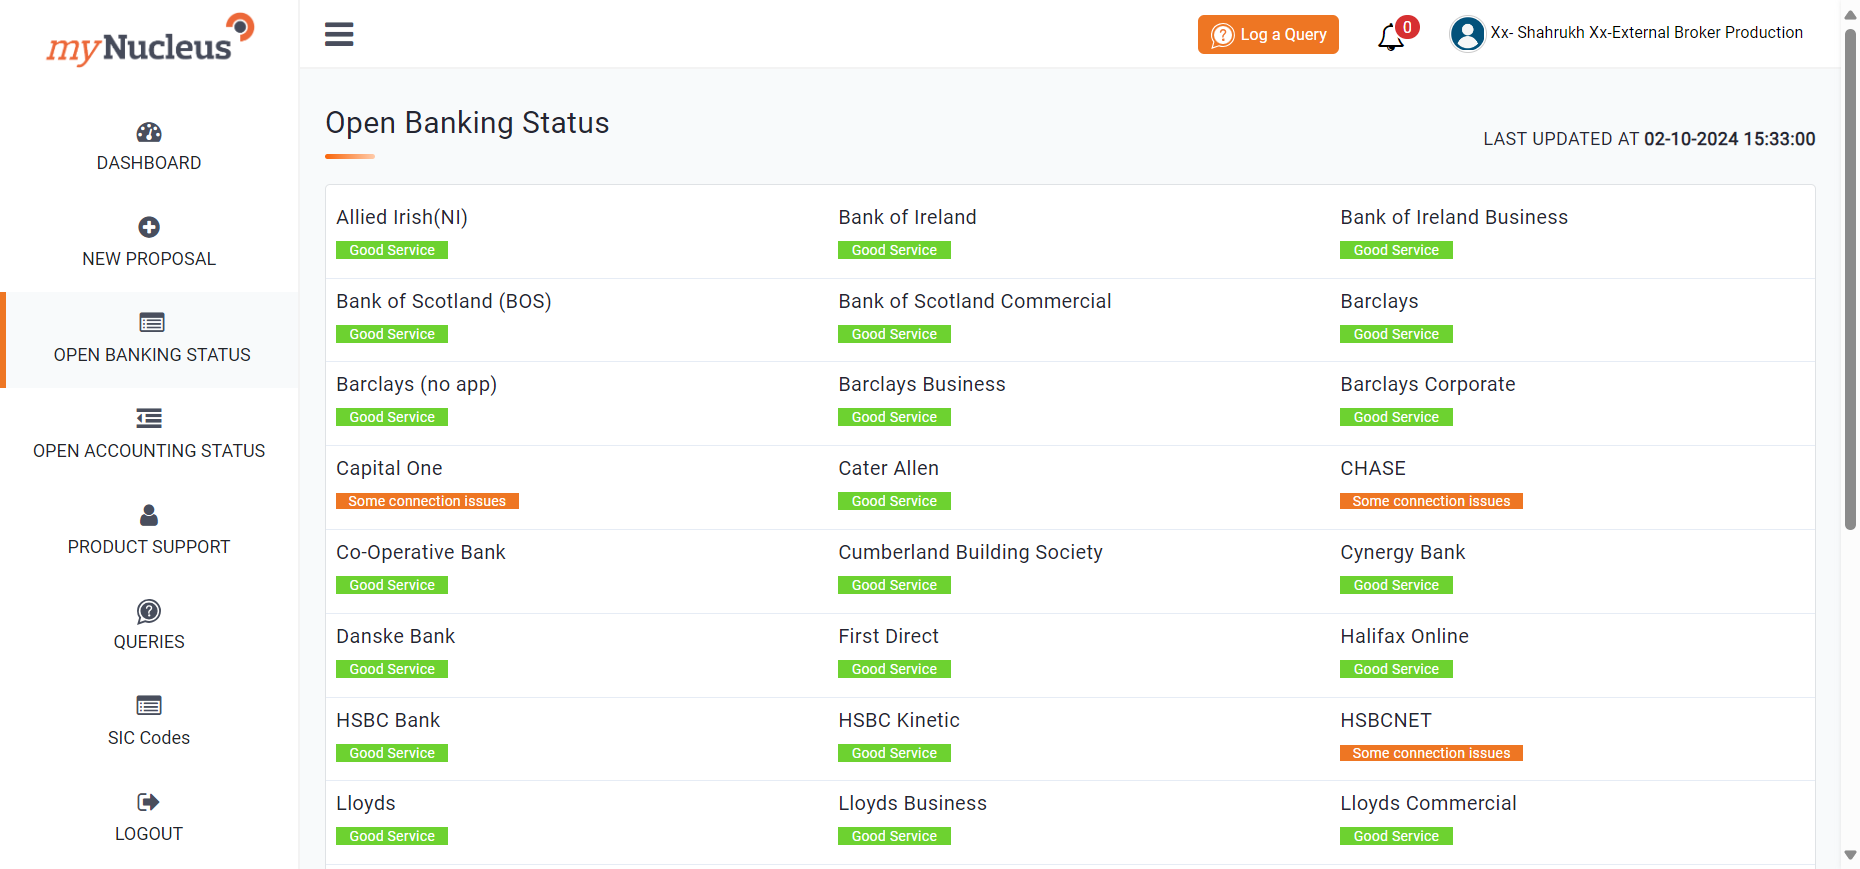 myNucleus
Log a Query
0
Xx- Shahrukh Xx-External Broker Production
DASHBOARD
NEW PROPOSAL
OPEN BANKING STATUS
OPEN ACCOUNTING STATUS
PRODUCT SUPPORT
QUERIES
SIC Codes
LOGOUT
Open Banking Status
LAST UPDATED AT 02-10-2024 15:33:00
Allied Irish(NI)
Good Service
Bank of Ireland
Good Service
Bank of Ireland Business
Good Service
Bank of Scotland (BOS)
Good Service
Bank of Scotland Commercial
Good Service
Barclays
Good Service
Barclays (no app)
Good Service
Barclays Business
Good Service
Barclays Corporate
Good Service
Capital One
Some connection issues
Cater Allen
Good Service
CHASE
Some connection issues
Co-Operative Bank
Good Service
Cumberland Building Society
Good Service
Cynergy Bank
Good Service
Danske Bank
Good Service
First Direct
Good Service
Halifax Online
Good Service
HSBC Bank
Good Service
HSBC Kinetic
Good Service
HSBCNET
Some connection issues
Lloyds
Good Service
Lloyds Business
Good Service
Lloyds Commercial
Good Service